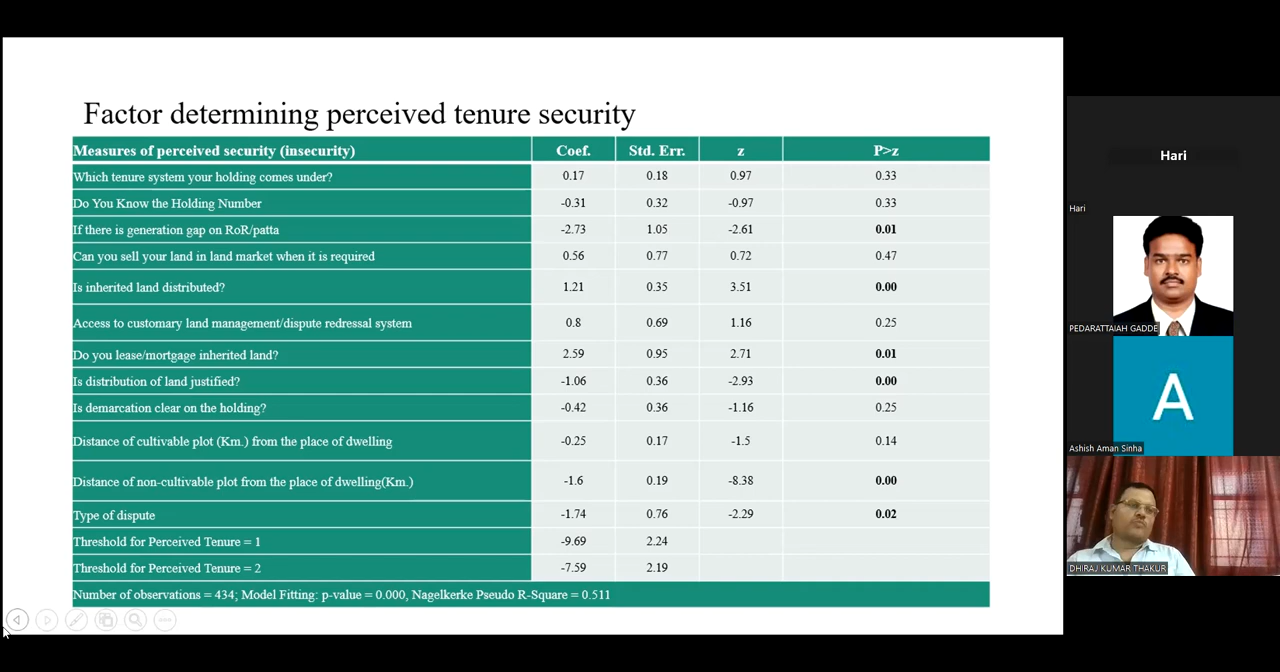 Factor determining perceived tenure security
Measures of perceived security (insecurity) Coef. Std. Err. z P>z
Which tenure system your holding comes under? 0.17 0.18 0.97 0.33
Do You Know the Holding Number -0.31 0.32 -0.97 0.33
If there is generation gap on RoR/patta -2.73 1.05 -2.61 0.01
Can you sell your land in land market when it is required 0.56 0.77 0.72 0.47
Is inherited land distributed? 1.21 0.35 3.51 0.00
Access to customary land management/dispute redressal system 0.8 0.69 1.16 0.25
Do you lease/mortgage inherited land? 2.59 0.95 2.71 0.01
Is distribution of land justified? -1.06 0.36 -2.93 0.00
Is demarcation clear on the holding? -0.42 0.36 -1.16 0.25
Distance of cultivable plot (Km.) from the place of dwelling -0.25 0.17 -1.5 0.14
Distance of non-cultivable plot from the place of dwelling(Km.) -1.6 0.19 -8.38 0.00
Type of dispute -1.74 0.76 -2.29 0.02
Threshold for Perceived Tenure = 1 -9.69 2.24
Threshold for Perceived Tenure = 2 -7.59 2.19
Number of observations = 434; Model Fitting: p-value = 0.000, Nagelkerke Pseudo R-Square = 0.511
Hari
Hari
PEDARATTAIAH GADDE
A
Ashish Aman Sinha
DHIRAJ KUMAR THAKUR